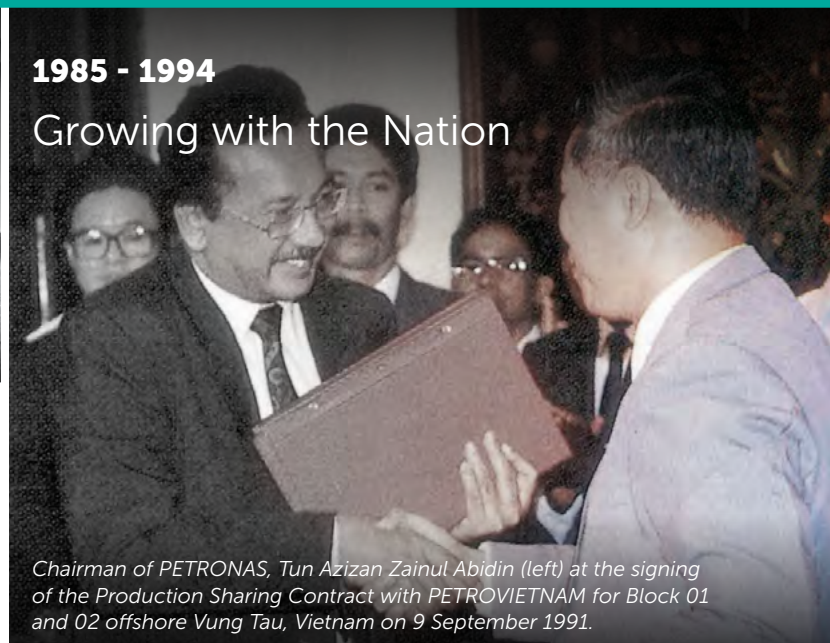 1985 - 1994
Growing with the Nation
Chairman of PETRONAS, Tun Azizan Zainul Abidin (left) at the signing
of the Production Sharing Contract with PETROVIETNAM for Block 01
and 02 offshore Vung Tau, Vietnam on 9 September 1991.